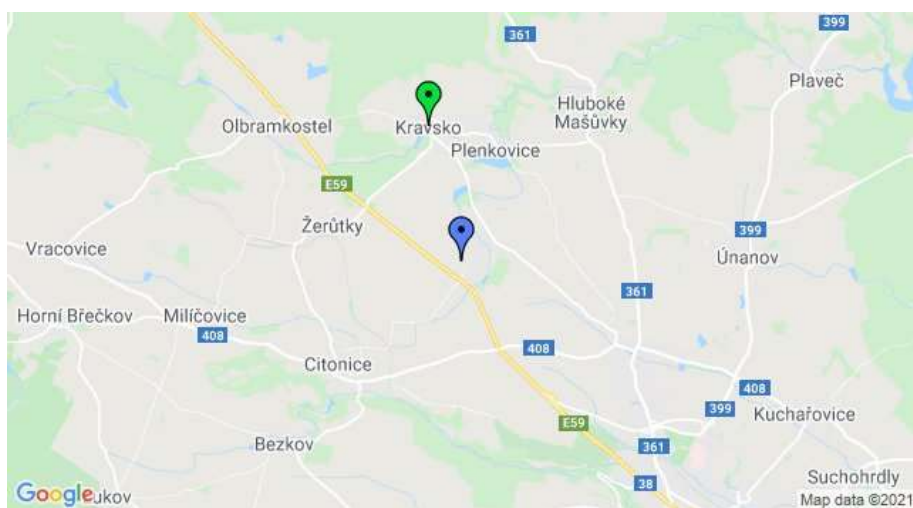 361
399
Plaveč
Hluboké
Mašůvky
Olbramkostel
Kravsko
Plenkovice
E59
Žerůtky
399
Vracovice
Únanov
361
Horní Břečkov
Milíčovice
408
408
Citonice
408
399
Kuchařovice
E59
Bezkov
361
Suchohrdly
38
Google
ukov
Map data ©2021